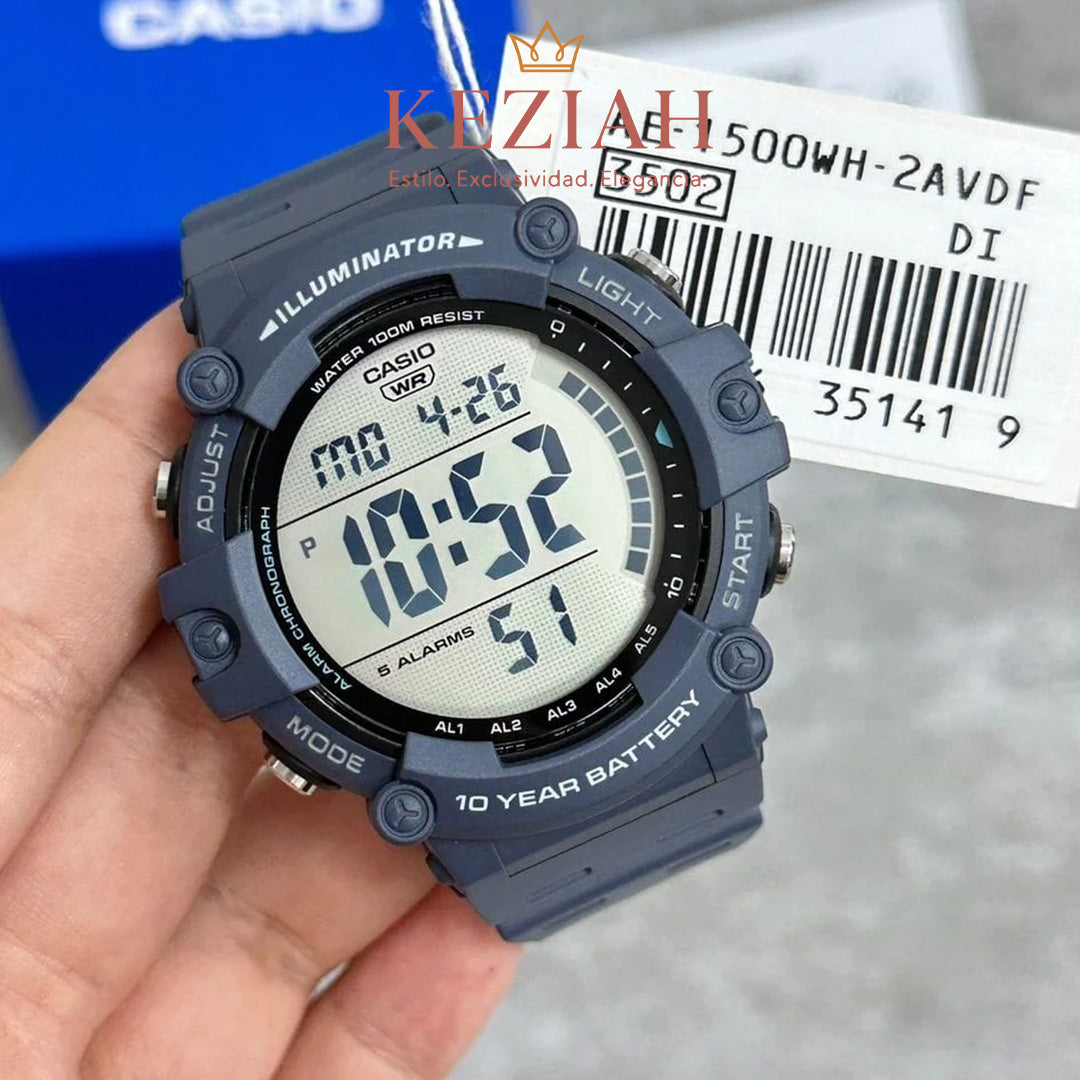 CASIO
KEZIAH
Estilo. Exclusividad. Elegancia.
AE-1500WH-2AVDF
3502
DI
35141 9
ILLUMINATOR
LIGHT
WATER 100M RESIST
0
CASIO
WR
MO 4-26
P 10:52
51
5 ALARMS
ADJUST
ALARM CHRONOGRAPH
START
10
AL1 AL2 AL3 AL4 AL5
MODE
10 YEAR BATTERY